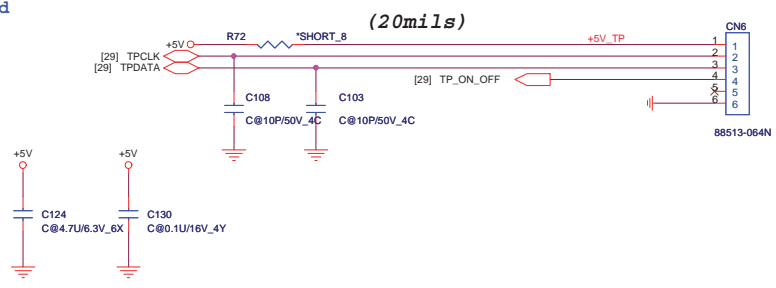 d
(20mils)
CN6
R72 *SHORT_8
+5V
+5V_TP
1 1
[29] TPCLK
2 2
[29] TPDATA
3 3
[29] TP_ON_OFF
4 4
5 5
6 6
C108
C@10P/50V_4C
C103
C@10P/50V_4C
88513-064N
+5V
+5V
C124
C@4.7U/6.3V_6X
C130
C@0.1U/16V_4Y